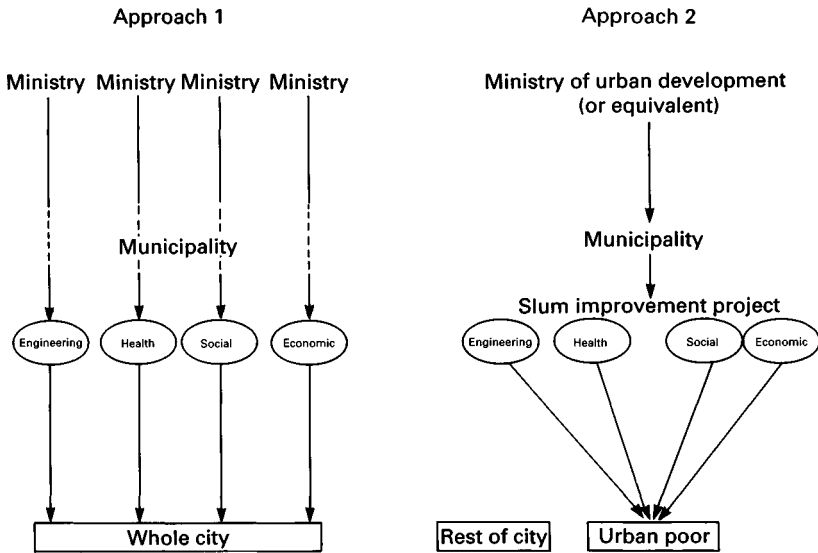 Approach 1
Ministry Ministry Ministry Ministry
Municipality
Engineering Health Social Economic
Whole city
Approach 2
Ministry of urban development
(or equivalent)
Municipality
Slum improvement project
Engineering Health Social Economic
Rest of city Urban poor